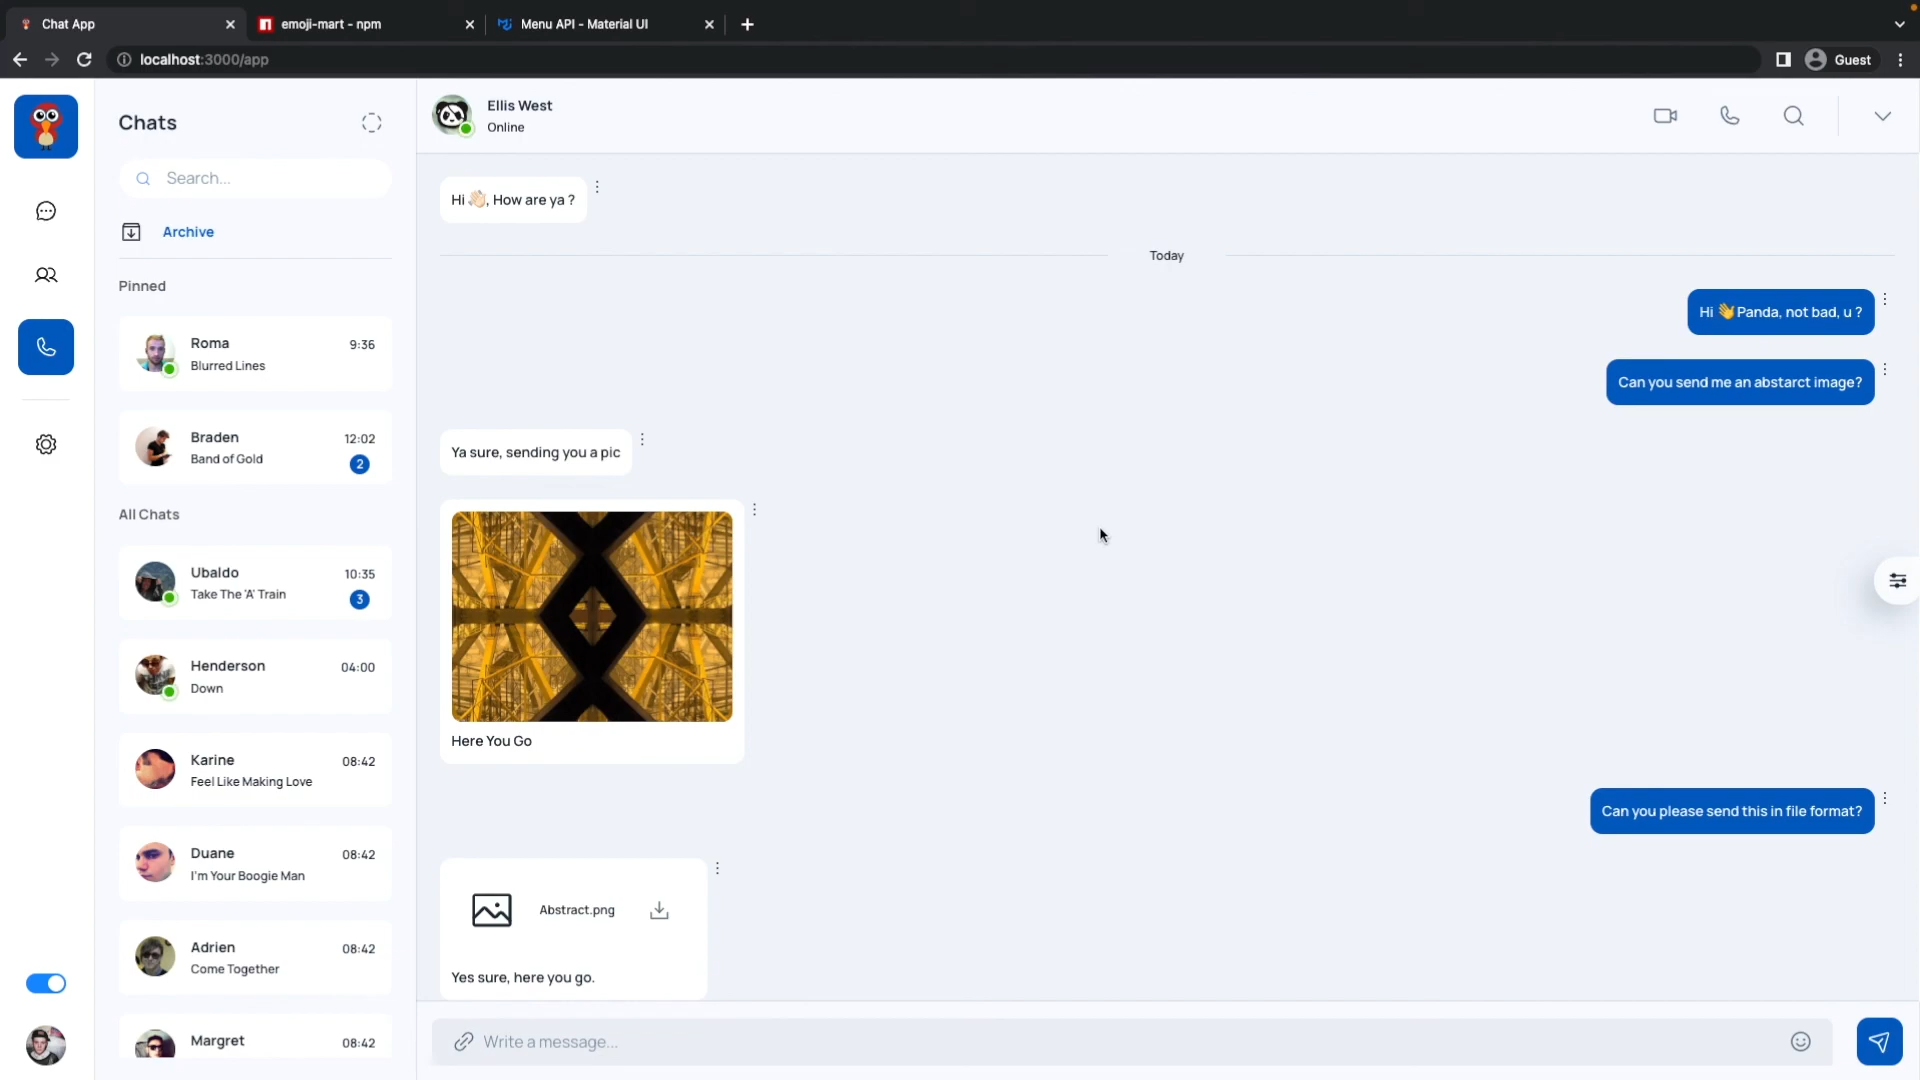 Chat App
emoji-mart - npm
Menu API - Material UI
localhost:3000/app
Guest
Chats
Search...
Archive
Pinned
Roma
9:36
Blurred Lines
Braden
12:02
Band of Gold
2
All Chats
Ubaldo
10:35
Take The 'A' Train
3
Henderson
04:00
Down
Karine
08:42
Feel Like Making Love
Duane
08:42
I'm Your Boogie Man
Adrien
08:42
Come Together
Margret
08:42
Ellis West
Online
Hi 👋🏻, How are ya ?
Today
Hi 👋 Panda, not bad, u ?
Can you send me an abstarct image?
Ya sure, sending you a pic
Here You Go
Can you please send this in file format?
Abstract.png
Yes sure, here you go.
Write a message...